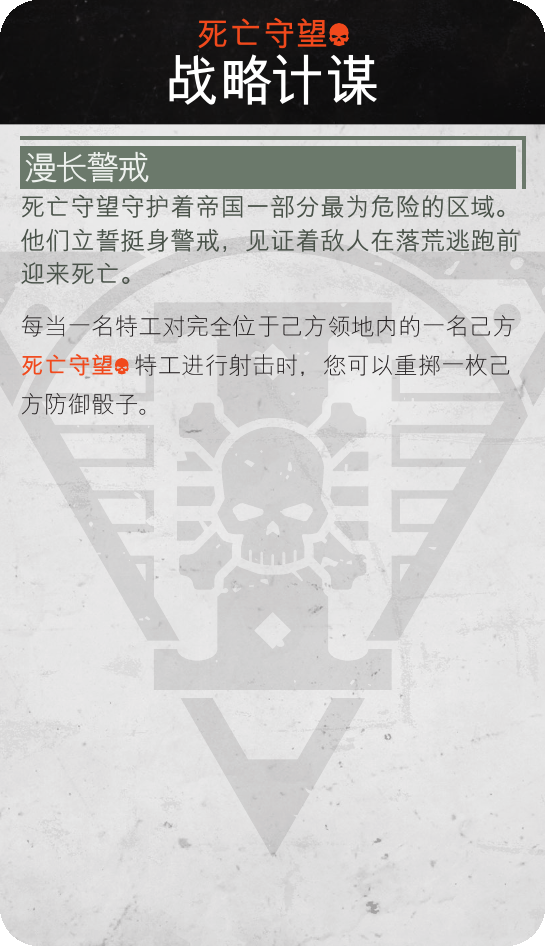 死亡守望
战略计谋
漫长警戒
死亡守望守护着帝国一部分最为危险的区域。
他们立誓挺身警戒，见证着敌人在落荒逃跑前
迎来死亡。
每当一名特工对完全位于己方领地内的一名己方
死亡守望 特工进行射击时，您可以重掷一枚己
方防御骰子。